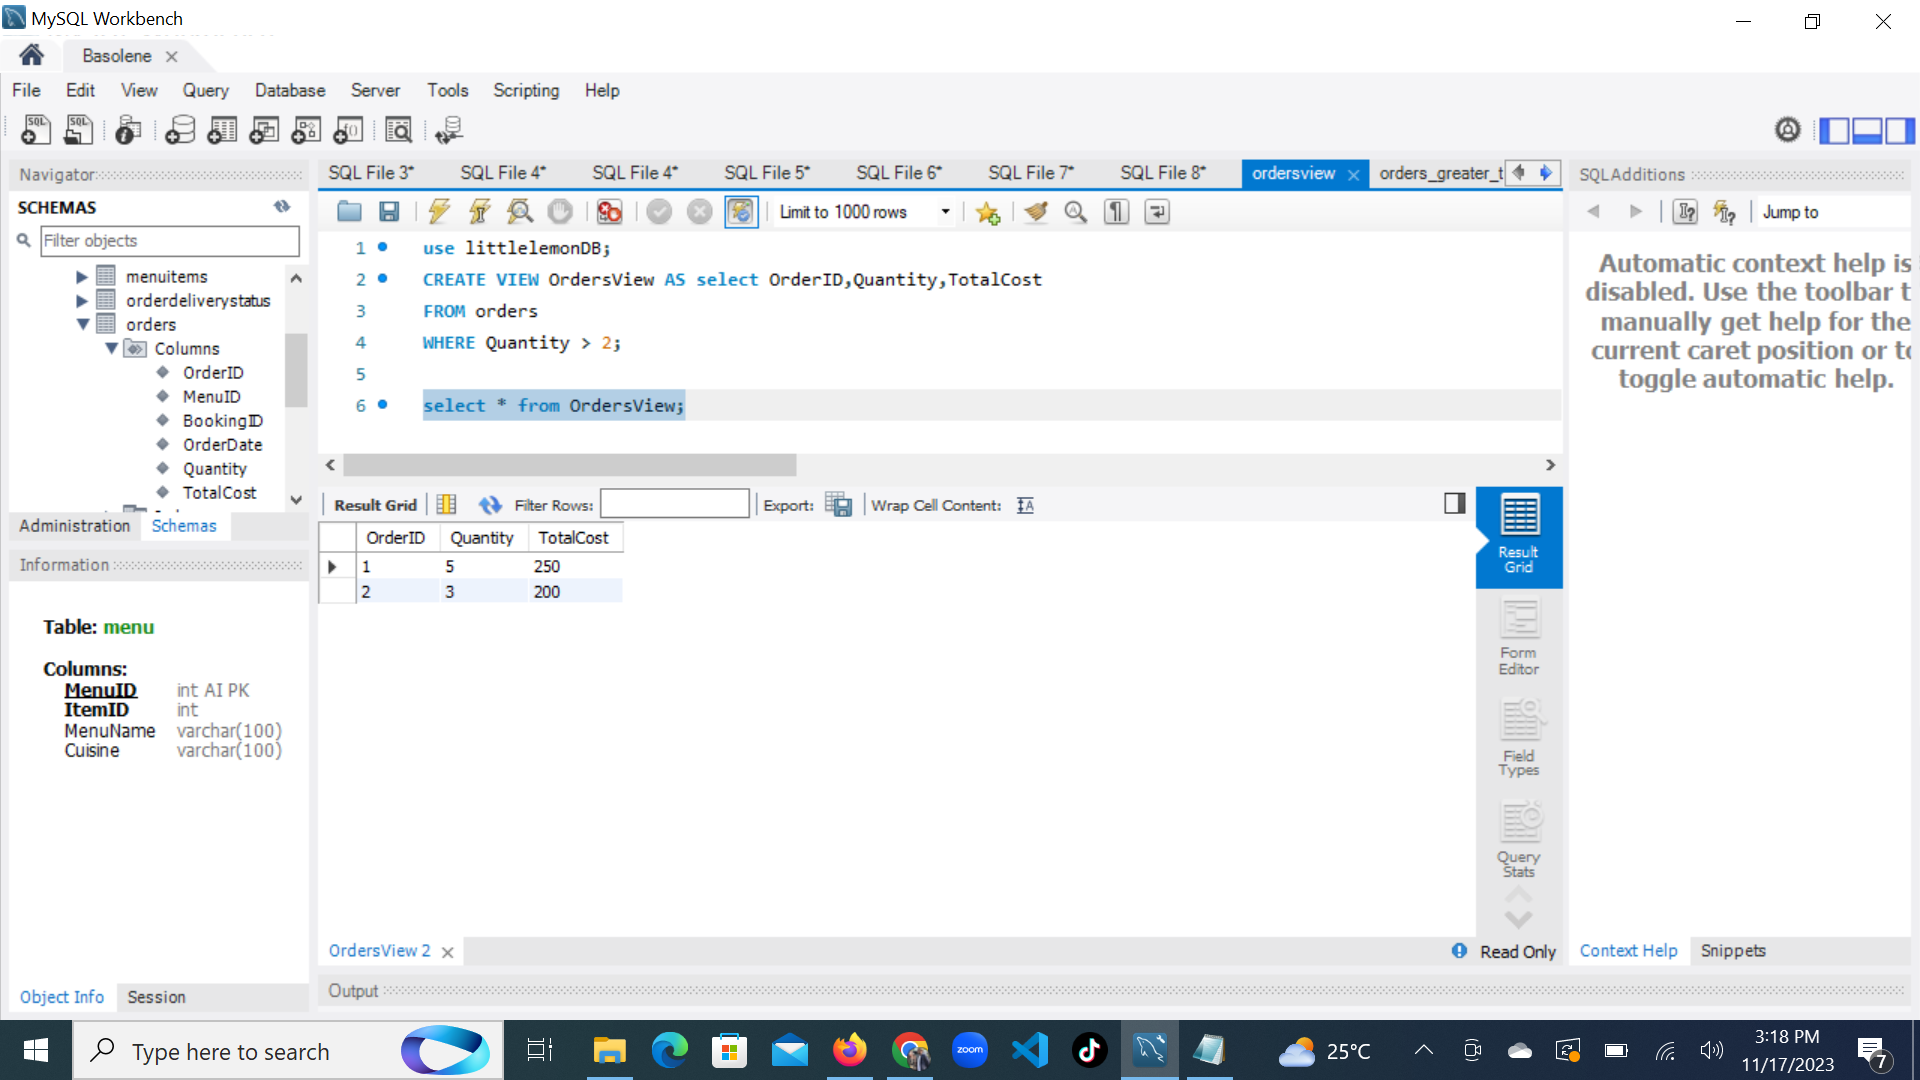 MySQL Workbench
Basolene
File Edit View Query Database Server Tools Scripting Help
Navigator
SCHEMAS
Filter objects
menuitems
orderdeliverystatus
orders
Columns
OrderID
MenuID
BookingID
OrderDate
Quantity
TotalCost
Administration Schemas
Information
Table: menu
Columns:
MenuID int AI PK
ItemID int
MenuName varchar(100)
Cuisine varchar(100)
Object Info Session
SQL File 3* SQL File 4* SQL File 4* SQL File 5* SQL File 6* SQL File 7* SQL File 8* ordersview orders_greater_t
Limit to 1000 rows
1 use littlelemonDB;
2 CREATE VIEW OrdersView AS select OrderID,Quantity,TotalCost
3 FROM orders
4 WHERE Quantity > 2;
5
6 select * from OrdersView;
Result Grid Filter Rows: Export: Wrap Cell Content:
OrderID Quantity TotalCost
1 5 250
2 3 200
Result
Grid
Form
Editor
Field
Types
Query
Stats
OrdersView 2
Read Only
Output
SQLAdditions
Jump to
Automatic context help is
disabled. Use the toolbar t
manually get help for the
current caret position or to
toggle automatic help.
Context Help Snippets
Type here to search
zoom
25°C
3:18 PM
11/17/2023
7